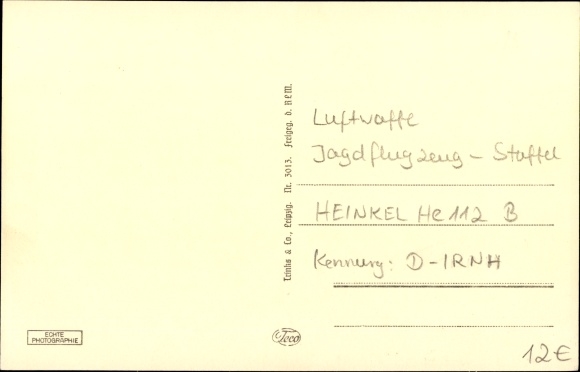 Luftwaffe
Jagdflugzeug - Staffel
HEINKEL He 112 B
Kennung: D-IRNH
12€
Trinks & Co., Leipzig. Nr. 3013. Freigeg. d. RLM.
ECHTE
PHOTOGRAPHIE
Teco